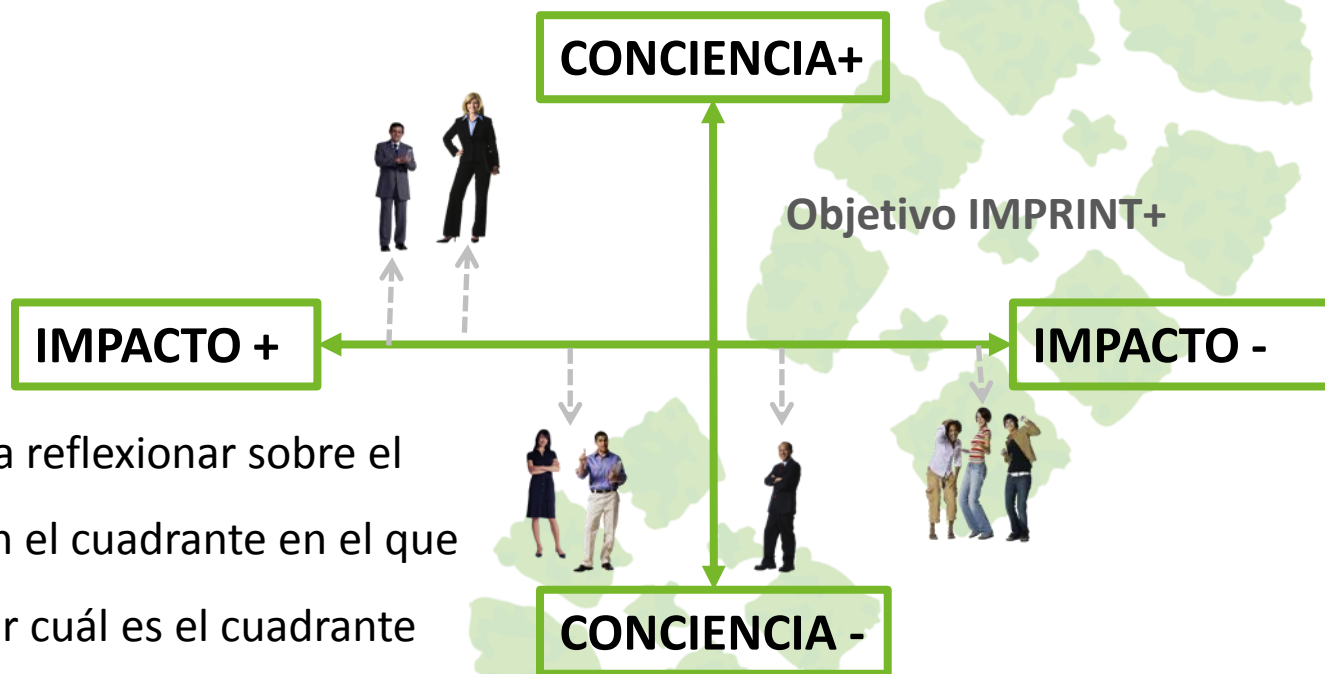 CONCIENCIA+
Objetivo IMPRINT+
IMPACTO +
IMPACTO -
a reflexionar sobre el
el cuadrante en el que
cuál es el cuadrante
CONCIENCIA -